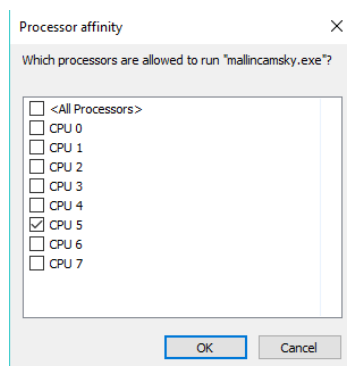 Processor affinity
Which processors are allowed to run "mallincamsky.exe"?
<All Processors>
CPU 0
CPU 1
CPU 2
CPU 3
CPU 4
CPU 5
CPU 6
CPU 7
OK Cancel